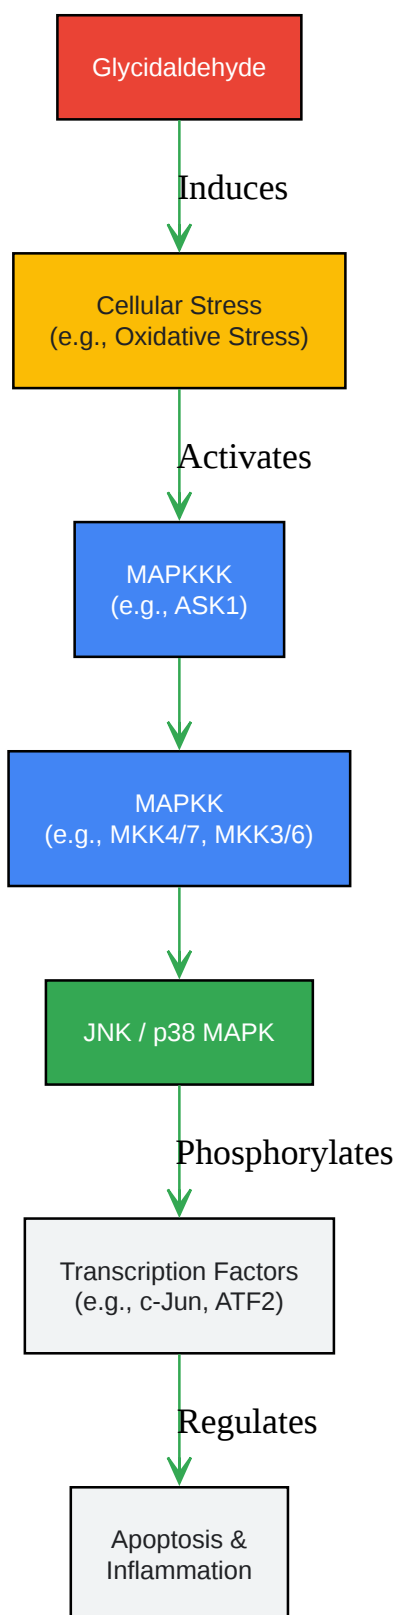 Glycidaldehyde
Induces
Cellular Stress
(e.g., Oxidative Stress)
Activates
MAPKKK
(e.g., ASK1)
MAPKK
(e.g., MKK4/7, MKK3/6)
JNK / p38 MAPK
Phosphorylates
Transcription Factors
(e.g., c-Jun, ATF2)
Regulates
Apoptosis &
Inflammation